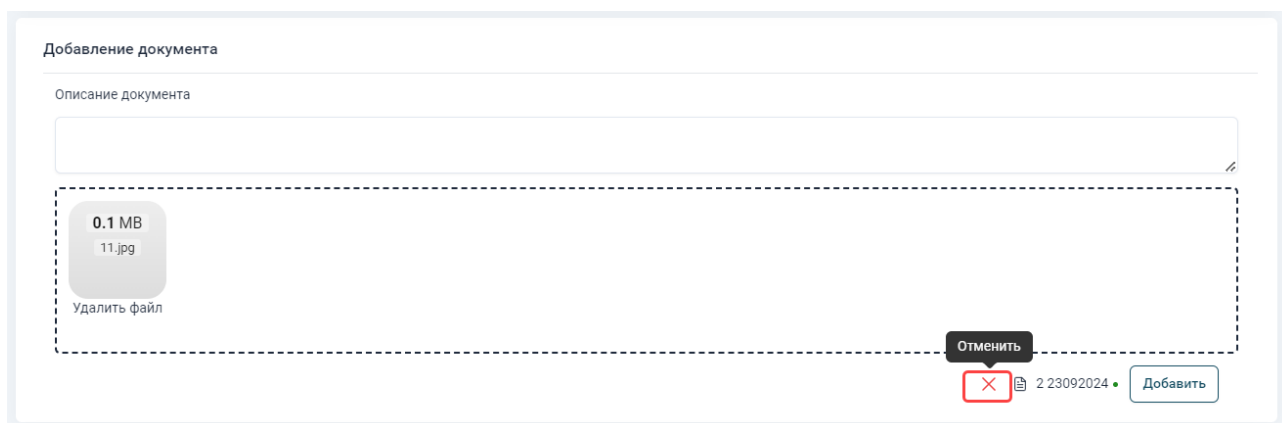 Добавление документа
Описание документа
0.1 MB
11.jpg
Удалить файл
Отменить
2 23092024 Добавить